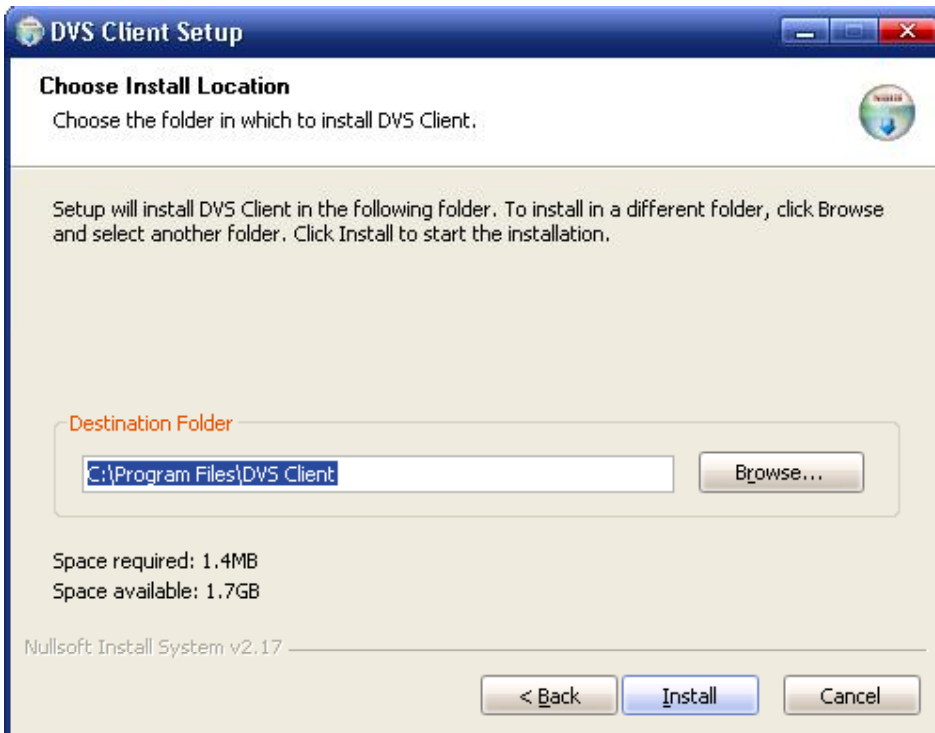 DVS Client Setup
Choose Install Location
Choose the folder in which to install DVS Client.
Setup will install DVS Client in the following folder. To install in a different folder, click Browse
and select another folder. Click Install to start the installation.
Destination Folder
C:\Program Files\DVS Client
Browse...
Space required: 1.4MB
Space available: 1.7GB
Nullsoft Install System v2.17
< Back Install Cancel